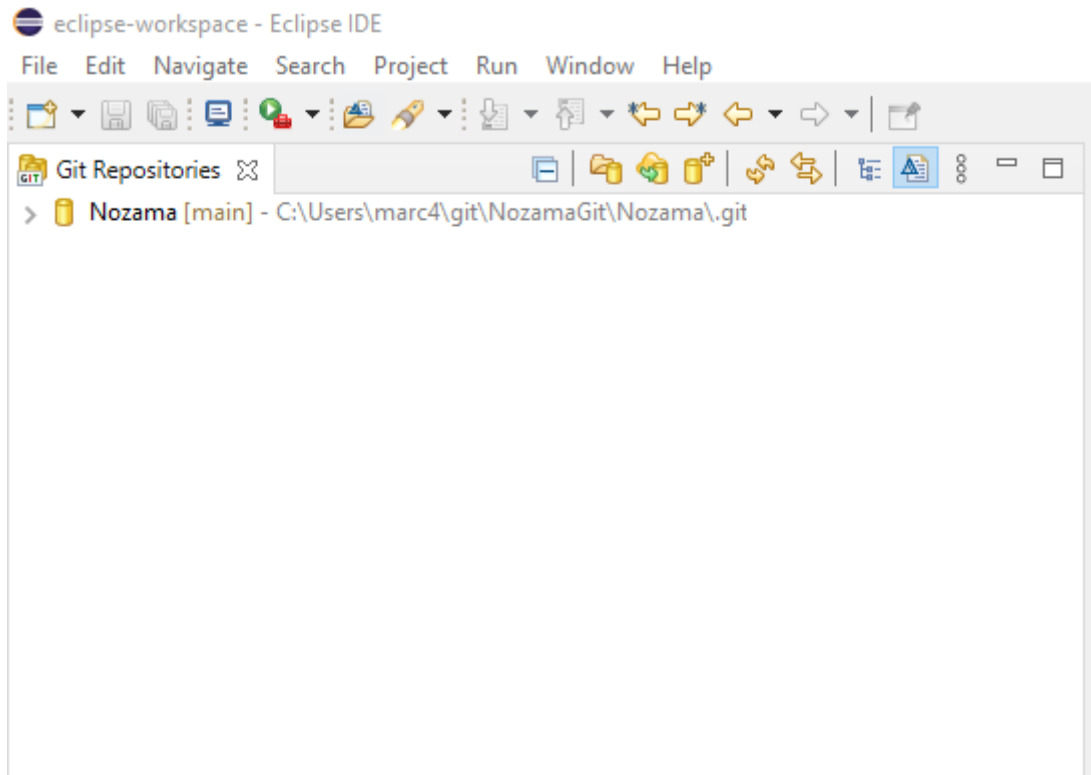 eclipse-workspace - Eclipse IDE
File Edit Navigate Search Project Run Window Help
GIT Git Repositories
Nozama [main] - C:\Users\marc4\git\NozamaGit\Nozama\.git